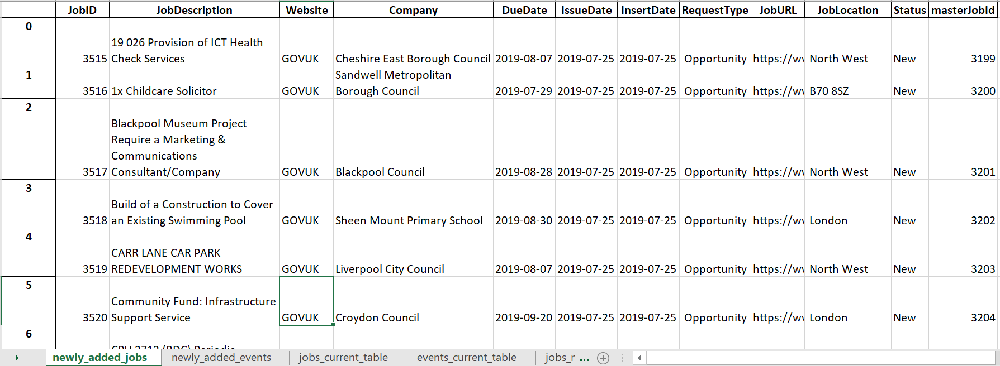 JobID JobDescription Website Company DueDate IssueDate InsertDate RequestType JobURL JobLocation Status masterJobId
0
19 026 Provision of ICT Health
3515 Check Services GOVUK Cheshire East Borough Council 2019-08-07 2019-07-25 2019-07-25 Opportunity https://w North West New 3199
1 Sandwell Metropolitan
3516 1x Childcare Solicitor GOVUK Borough Council 2019-07-29 2019-07-25 2019-07-25 Opportunity https://w B70 8SZ New 3200
2
Blackpool Museum Project
Require a Marketing &
Communications
3517 Consultant/Company GOVUK Blackpool Council 2019-08-28 2019-07-25 2019-07-25 Opportunity https://w North West New 3201
3
Build of a Construction to Cover
3518 an Existing Swimming Pool GOVUK Sheen Mount Primary School 2019-08-30 2019-07-25 2019-07-25 Opportunity https://w London New 3202
4
CARR LANE CAR PARK
3519 REDEVELOPMENT WORKS GOVUK Liverpool City Council 2019-08-07 2019-07-25 2019-07-25 Opportunity https://w North West New 3203
5
Community Fund: Infrastructure
3520 Support Service GOVUK Croydon Council 2019-09-20 2019-07-25 2019-07-25 Opportunity https://w London New 3204
6
newly_added_jobs newly_added_events jobs_current_table events_current_table jobs_ ...